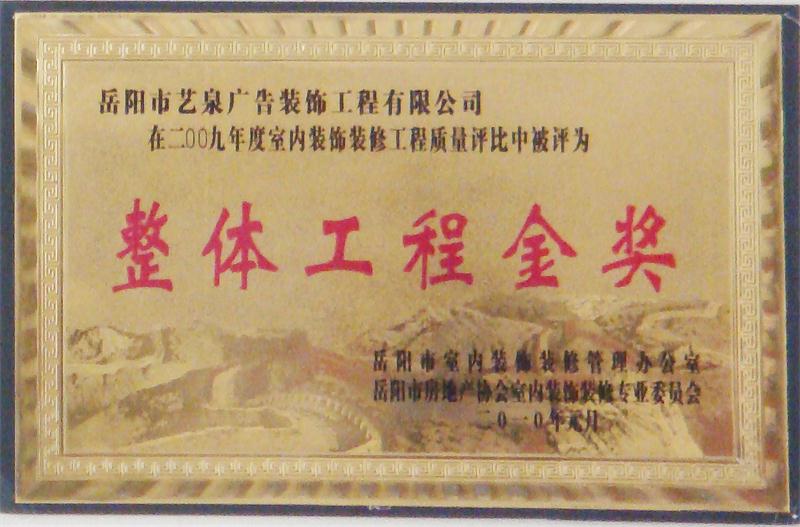 岳阳市艺泉广告装饰工程有限公司
在二00九年度室内装饰装修工程质量评比中被评为
整体工程金奖
岳阳市室内装饰装修管理办公室
岳阳市房地产协会室内装饰装修专业委员会
二0一0年元月